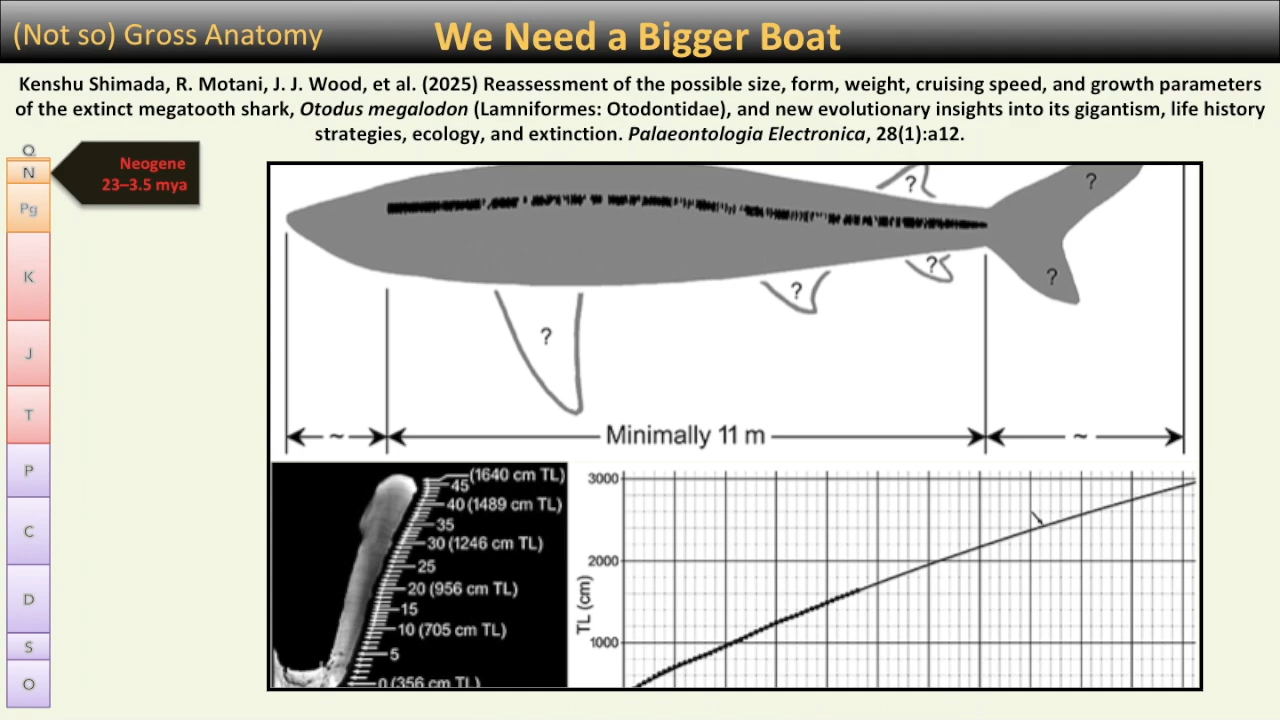 (Not so) Gross Anatomy
We Need a Bigger Boat
Kenshu Shimada, R. Motani, J. J. Wood, et al. (2025) Reassessment of the possible size, form, weight, cruising speed, and growth parameters
of the extinct megatooth shark, Otodus megalodon (Lamniformes: Otodontidae), and new evolutionary insights into its gigantism, life history
strategies, ecology, and extinction. Palaeontologia Electronica, 28(1):a12.
Q
N
Pg
K
J
T
P
C
D
S
O
Neogene
23–3.5 mya
?
?
?
?
?
?
~
Minimally 11 m
~
(1640 cm TL)
45
40 (1489 cm TL)
35
30 (1246 cm TL)
25
20 (956 cm TL)
15
10 (705 cm TL)
5
0 (356 cm TL)
TL (cm)
3000
2000
1000